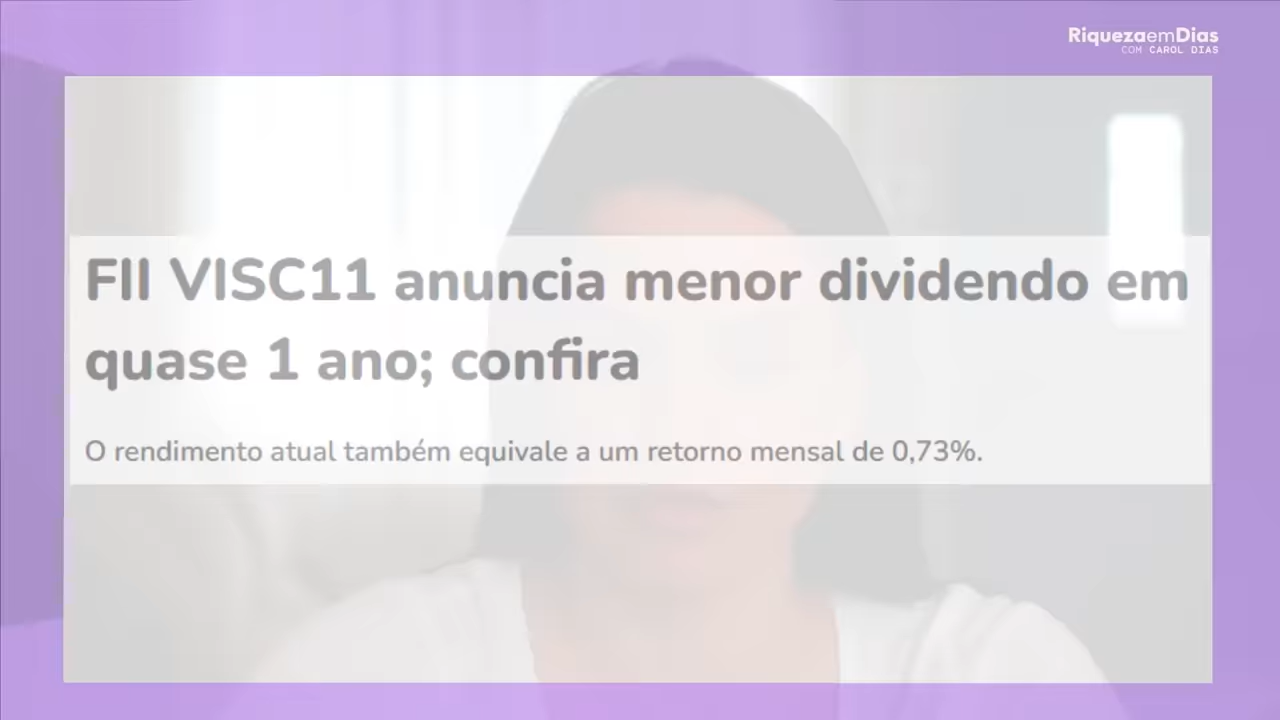 RiquezaemDias
COM CAROL DIAS
FII VISC11 anuncia menor dividendo em
quase 1 ano; confira
O rendimento atual também equivale a um retorno mensal de 0,73%.